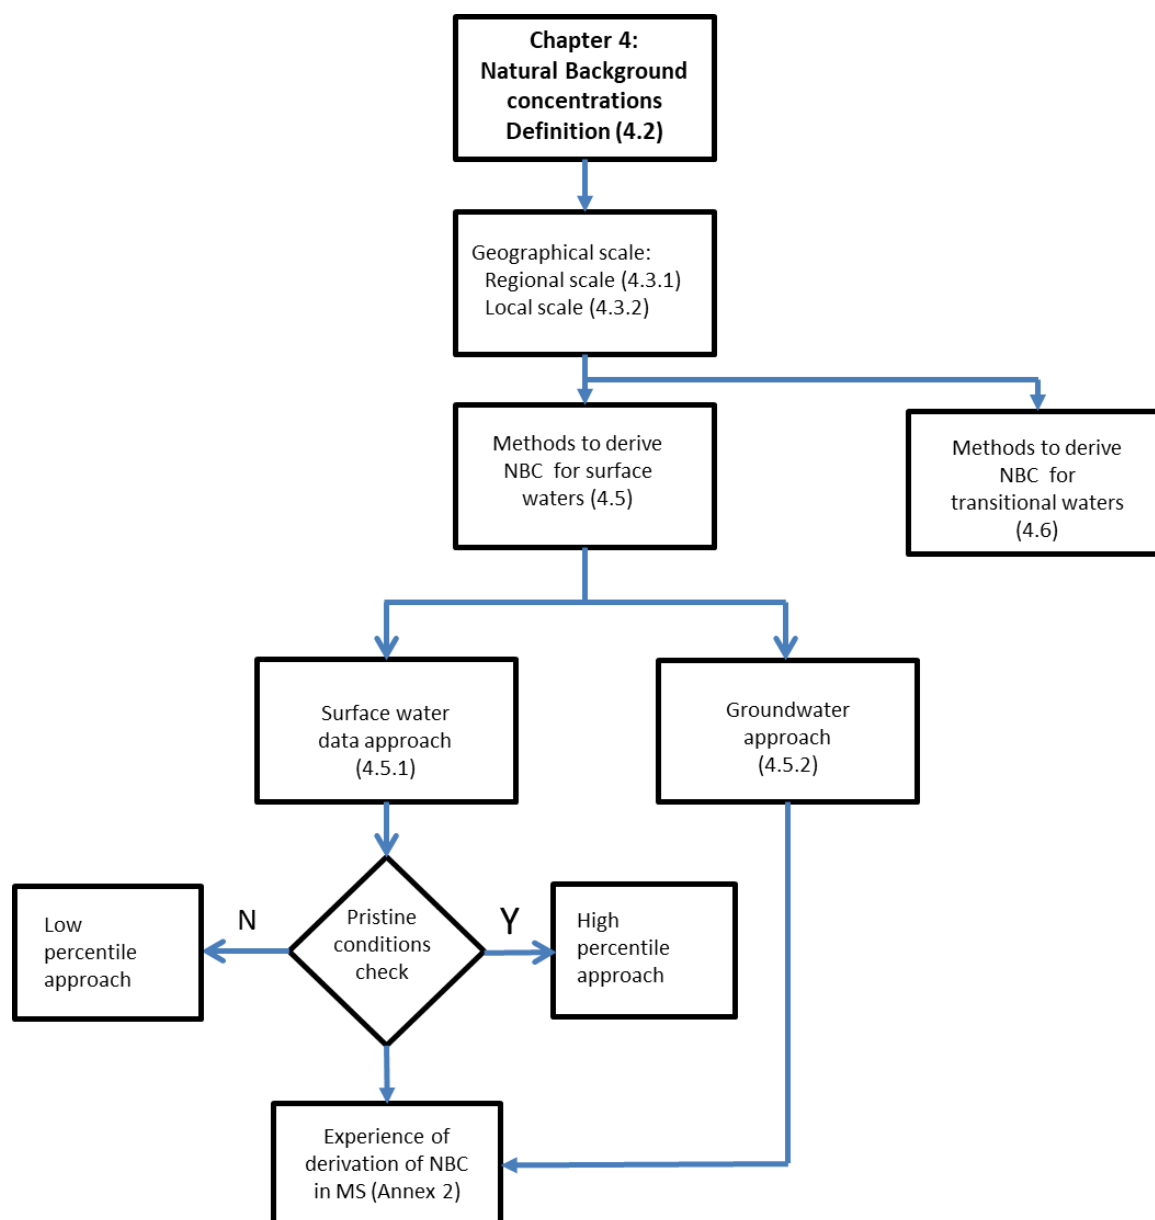 Chapter 4:
Natural Background
concentrations
Definition (4.2)
Geographical scale:
Regional scale (4.3.1)
Local scale (4.3.2)
Methods to derive
NBC for surface
waters (4.5)
Methods to derive
NBC for
transitional waters
(4.6)
Surface water
data approach
(4.5.1)
Groundwater
approach
(4.5.2)
Low
percentile
approach
N
Pristine
conditions
check
Y
High
percentile
approach
Experience of
derivation of NBC
in MS (Annex 2)